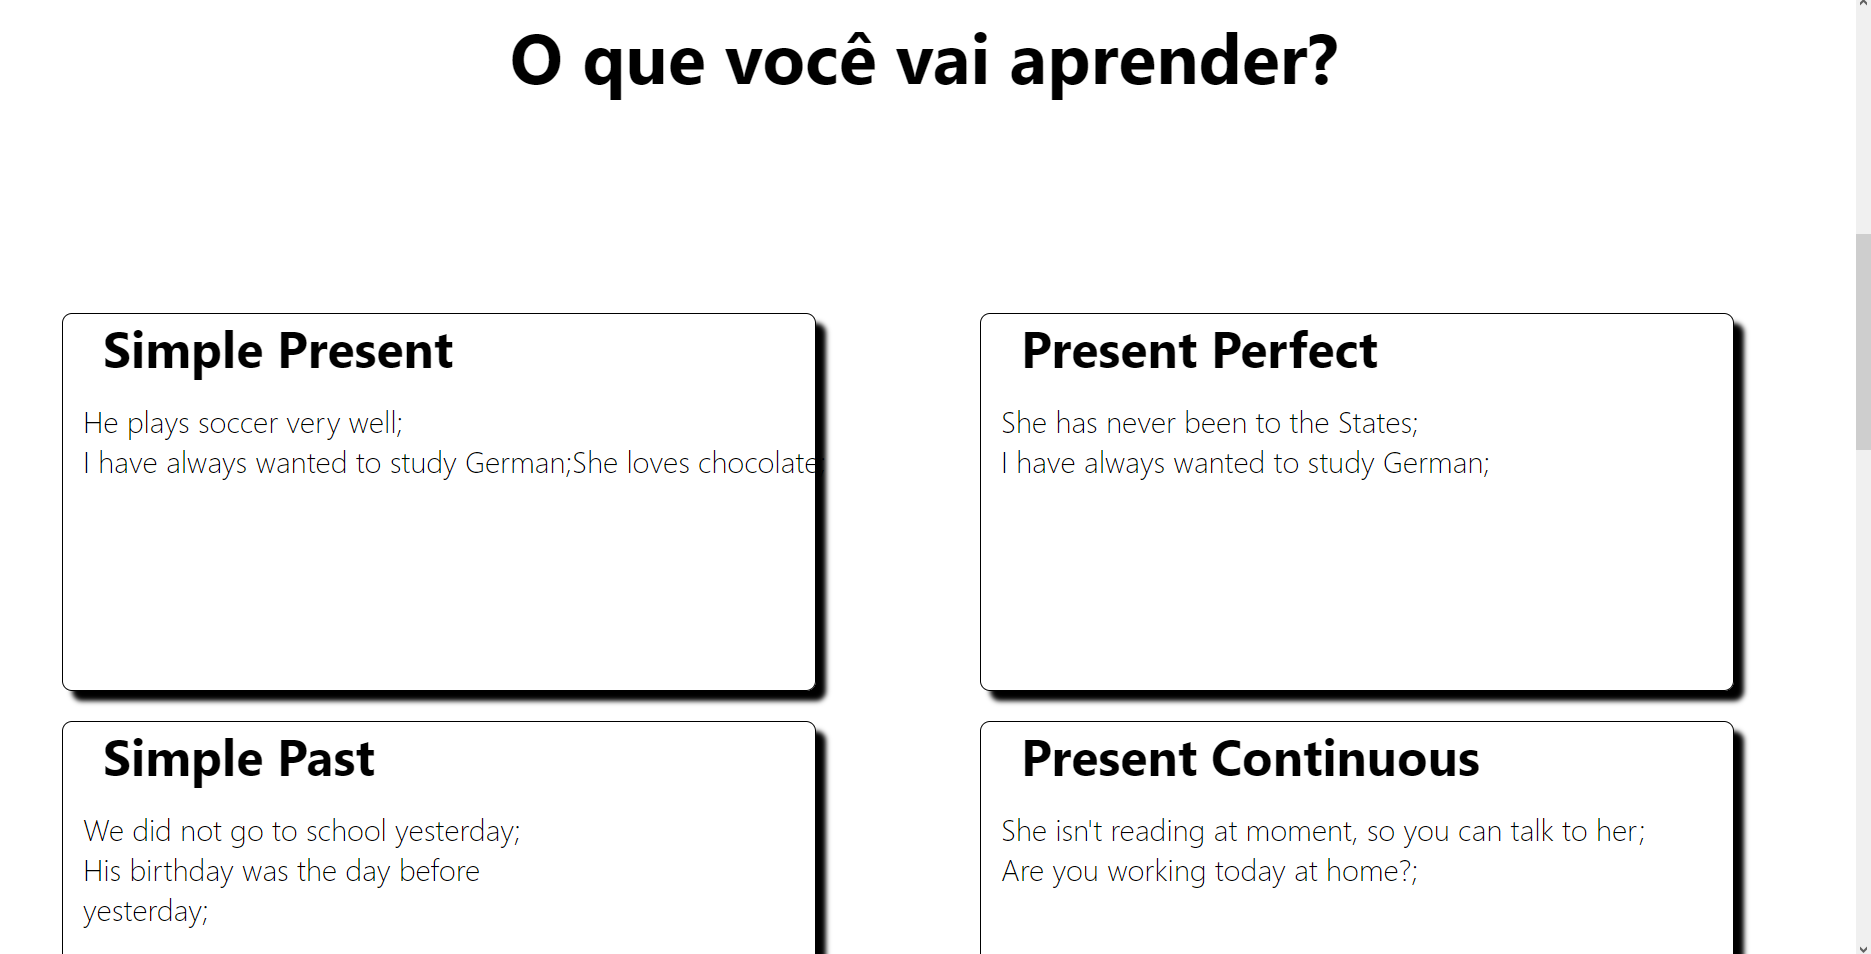 O que você vai aprender?
Simple Present
He plays soccer very well;
I have always wanted to study German;She loves chocolate;
Present Perfect
She has never been to the States;
I have always wanted to study German;
Simple Past
We did not go to school yesterday;
His birthday was the day before
yesterday;
Present Continuous
She isn't reading at moment, so you can talk to her;
Are you working today at home?;